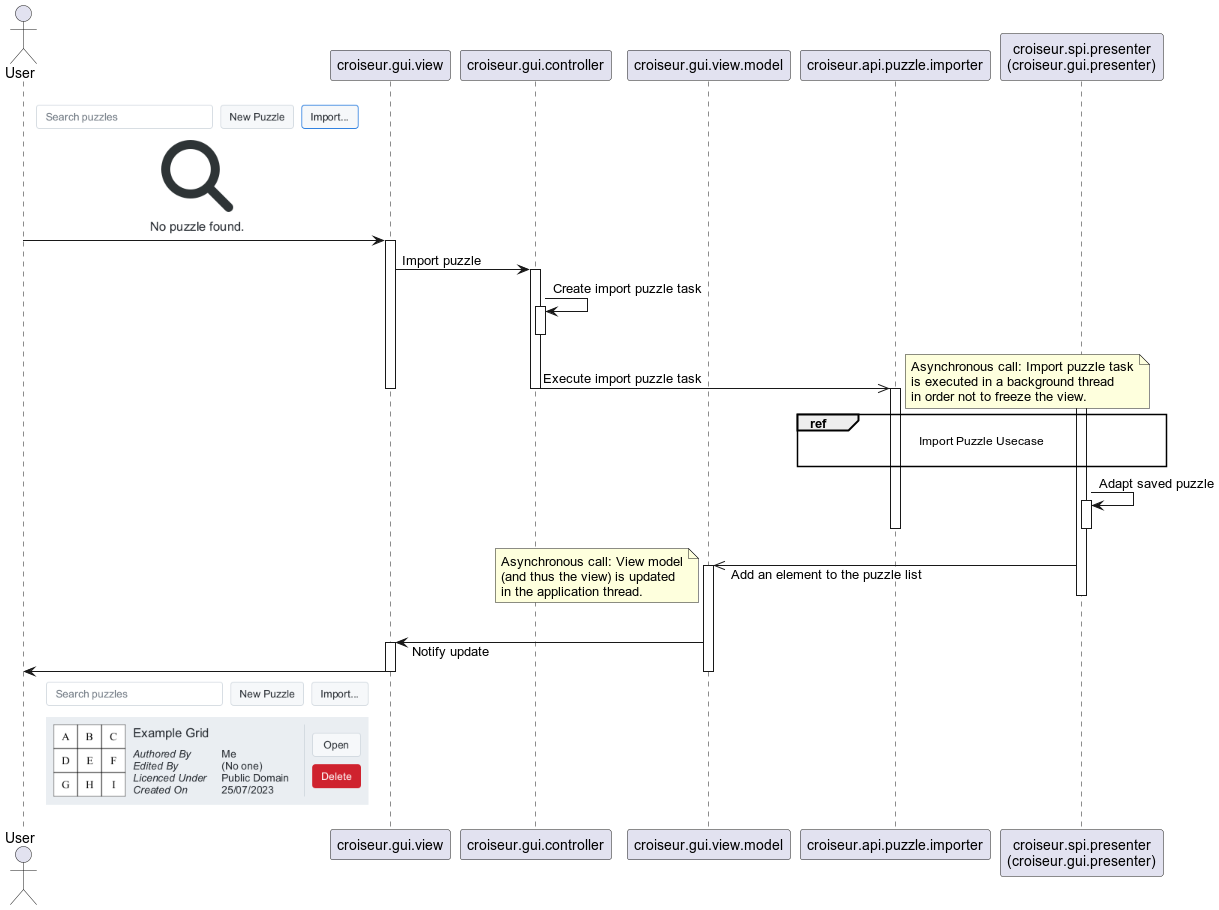 User
croiseur.gui.view
croiseur.gui.controller
croiseur.gui.view.model
croiseur.api.puzzle.importer
croiseur.spi.presenter
(croiseur.gui.presenter)
Search puzzles
New Puzzle
Import...
No puzzle found.
Import puzzle
Create import puzzle task
Execute import puzzle task
Asynchronous call: Import puzzle task
is executed in a background thread
in order not to freeze the view.
ref
Import Puzzle Usecase
Adapt saved puzzle
Asynchronous call: View model
(and thus the view) is updated
in the application thread.
Add an element to the puzzle list
Notify update
Search puzzles
New Puzzle
Import...
A B C
D E F
G H I
Example Grid
Authored By Me
Edited By (No one)
Licenced Under Public Domain
Created On 25/07/2023
Open
Delete
User
croiseur.gui.view
croiseur.gui.controller
croiseur.gui.view.model
croiseur.api.puzzle.importer
croiseur.spi.presenter
(croiseur.gui.presenter)